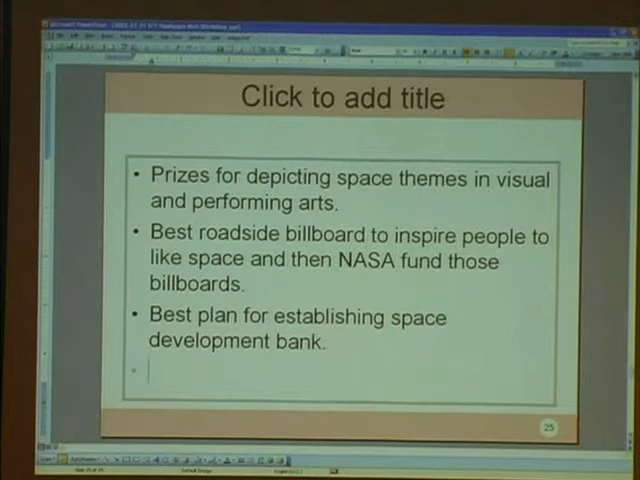 Click to add title
• Prizes for depicting space themes in visual
and performing arts.
• Best roadside billboard to inspire people to
like space and then NASA fund those
billboards.
• Best plan for establishing space
development bank.
•
25